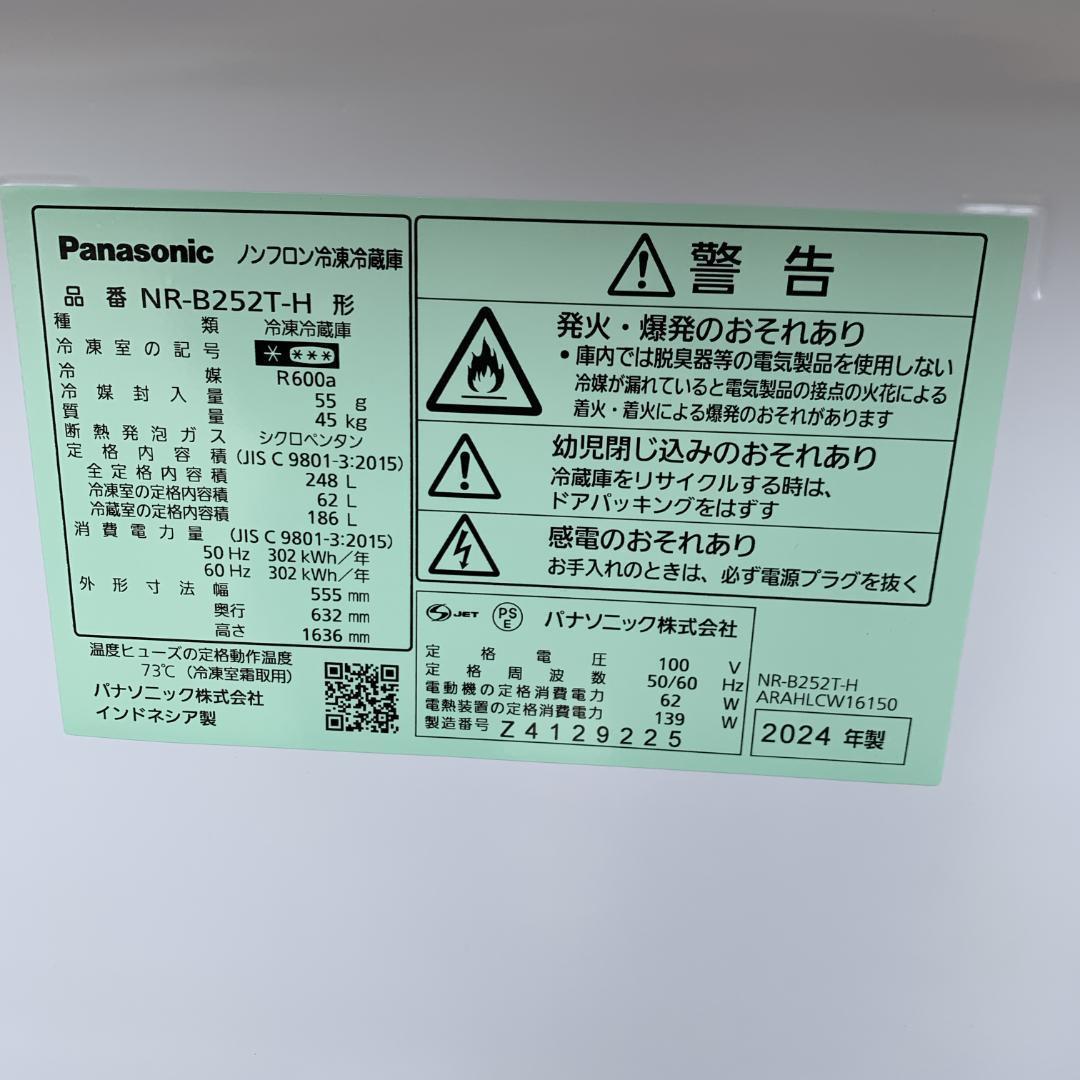 Panasonic ノンフロン冷凍冷蔵庫
品 番 NR-B252T-H 形
種 類 冷凍冷蔵庫
冷凍室の記号 * ***
冷 媒 R600a
冷媒封入量 55 g
質 量 45 kg
断熱発泡ガス シクロペンタン
定格内容積 (JIS C 9801-3:2015)
全定格内容積 248 L
冷凍室の定格内容積 62 L
冷蔵室の定格内容積 186 L
消費電力量 (JIS C 9801-3:2015)
50 Hz 302 kWh/年
60 Hz 302 kWh/年
外形寸法 幅 555 mm
奥行 632 mm
高さ 1636 mm
温度ヒューズの定格動作温度
73℃(冷凍室霜取用)
パナソニック株式会社
インドネシア製
警 告
発火・爆発のおそれあり
・庫内では脱臭器等の電気製品を使用しない
冷媒が漏れていると電気製品の接点の火花による
着火・着火による爆発のおそれがあります
幼児閉じ込みのおそれあり
冷蔵庫をリサイクルする時は、
ドアパッキングをはずす
感電のおそれあり
お手入れのときは、必ず電源プラグを抜く
S JET PS E パナソニック株式会社
定格電圧 100 V
定格周波数 50/60 Hz
電動機の定格消費電力 62 W
電熱装置の定格消費電力 139 W
製造番号 Z4129225
NR-B252T-H
ARAHLCW16150
2024 年製